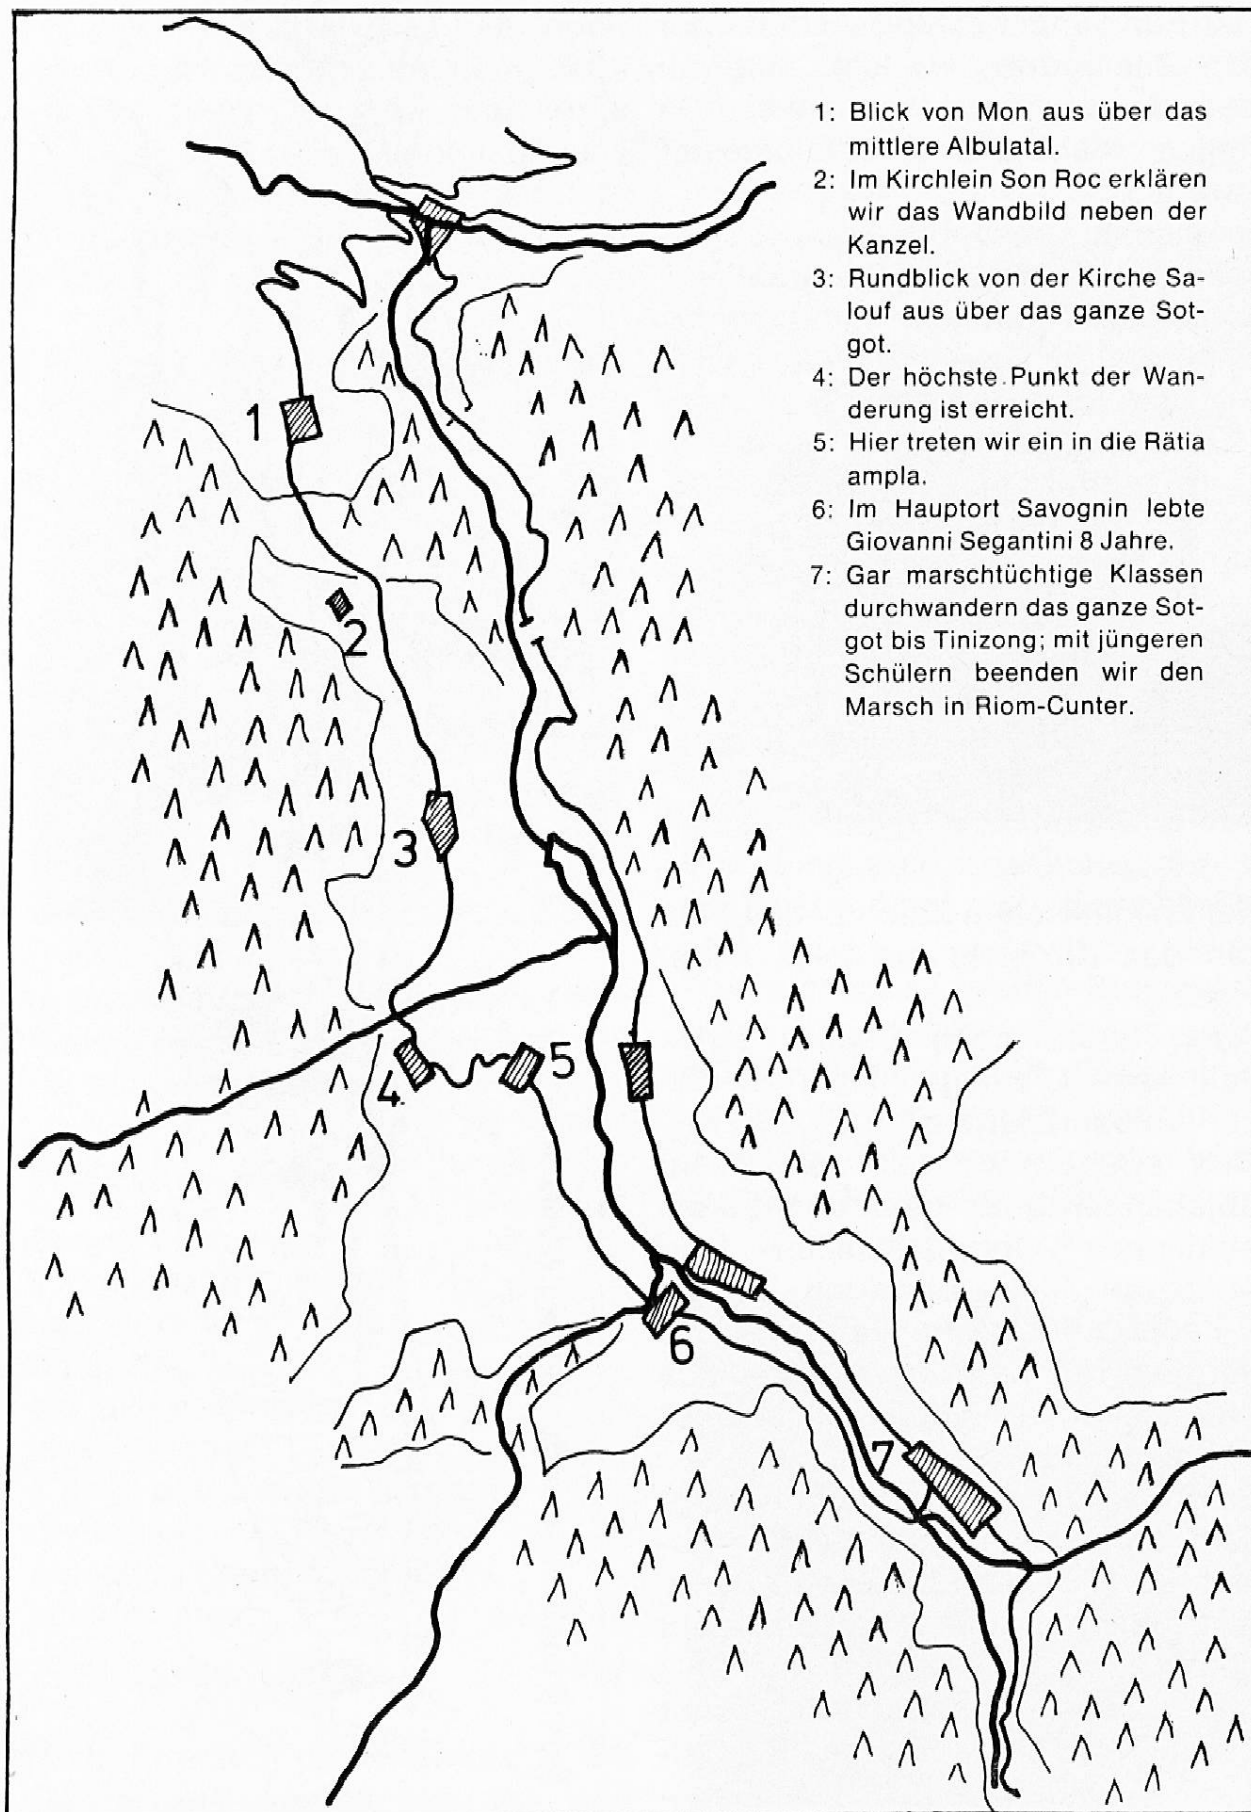 1: Blick von Mon aus über das
mittlere Albulatal.
2: Im Kirchlein Son Roc erklären
wir das Wandbild neben der
Kanzel.
3: Rundblick von der Kirche Sa-
louf aus über das ganze Sot-
got.
4: Der höchste Punkt der Wan-
derung ist erreicht.
5: Hier treten wir ein in die Rätia
ampla.
6: Im Hauptort Savognin lebte
Giovanni Segantini 8 Jahre.
7: Gar marschtüchtige Klassen
durchwandern das ganze Sot-
got bis Tinizong; mit jüngeren
Schülern beenden wir den
Marsch in Riom-Cunter.
1
2
3
4
5
6
7